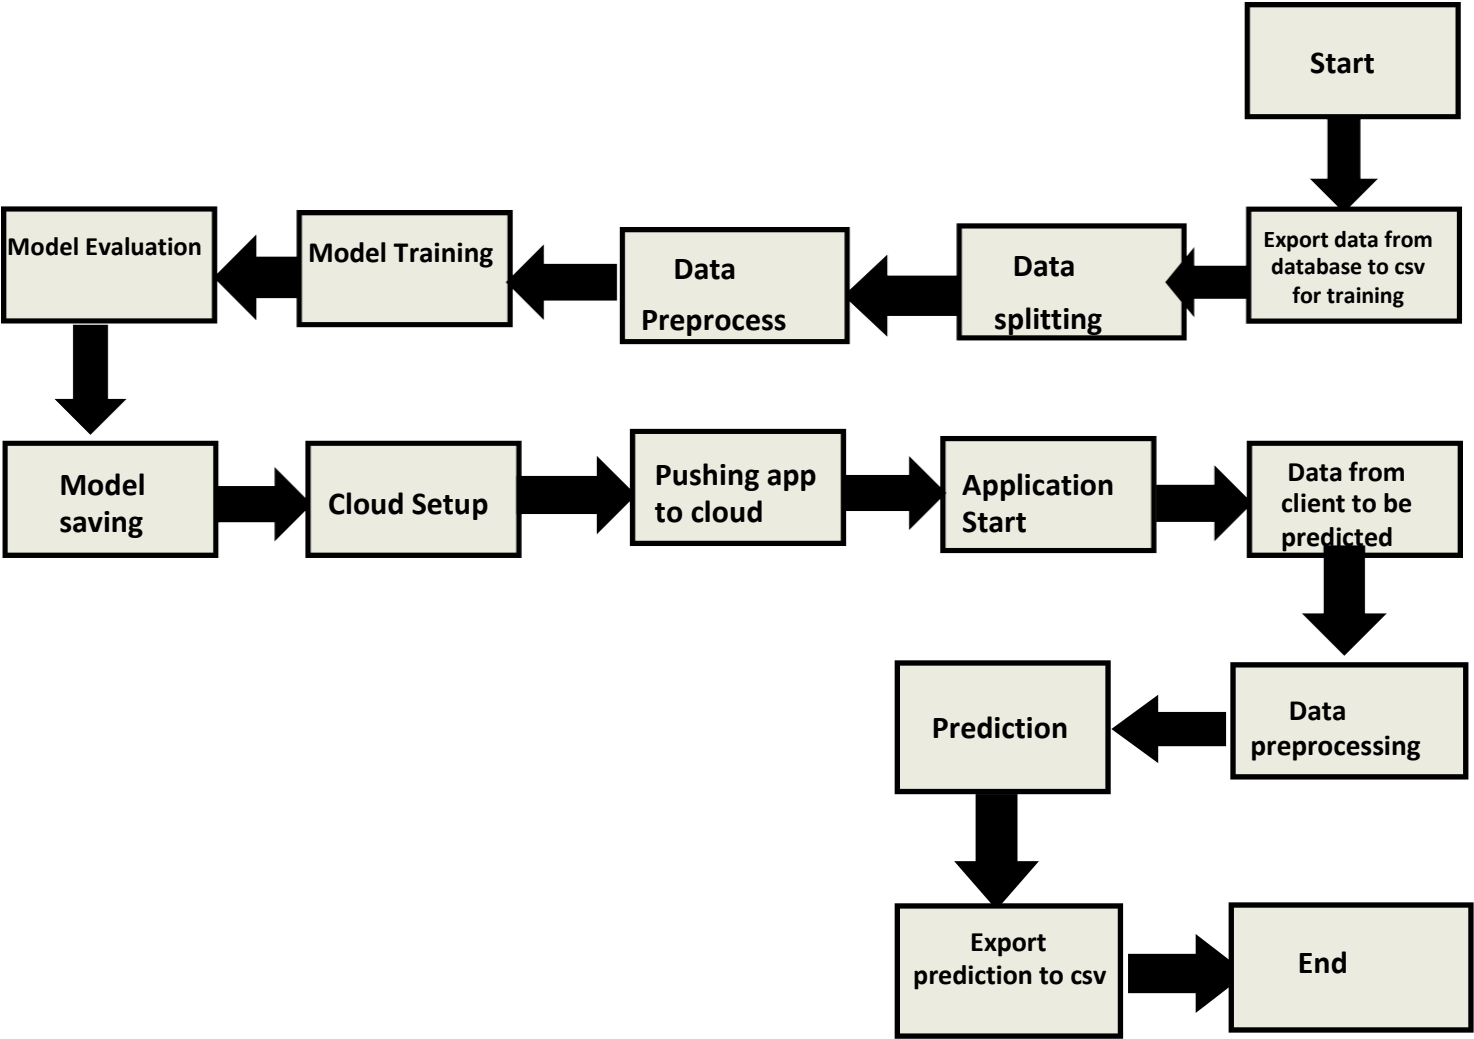 Start
Export data from
database to csv
for training
Data
splitting
Data
Preprocess
Model Training
Model Evaluation
Model
saving
Cloud Setup
Pushing app
to cloud
Application
Start
Data from
client to be
predicted
Data
preprocessing
Prediction
Export
prediction to csv
End